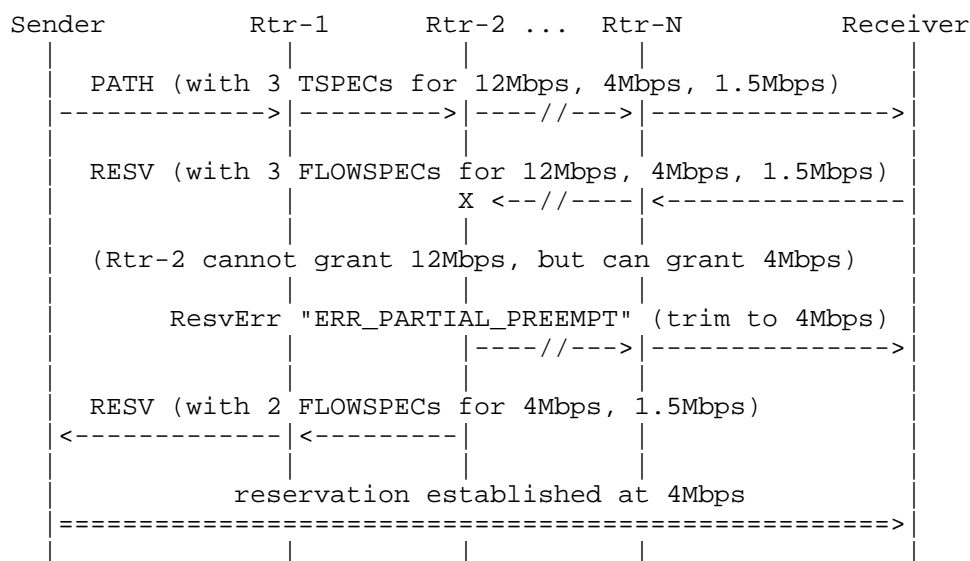 Sender Rtr-1 Rtr-2 ... Rtr-N Receiver
PATH (with 3 TSPECs for 12Mbps, 4Mbps, 1.5Mbps)
RESV (with 3 FLOWSPECs for 12Mbps, 4Mbps, 1.5Mbps)
X
(Rtr-2 cannot grant 12Mbps, but can grant 4Mbps)
ResvErr "ERR_PARTIAL_PREEMPT" (trim to 4Mbps)
RESV (with 2 FLOWSPECs for 4Mbps, 1.5Mbps)
reservation established at 4Mbps